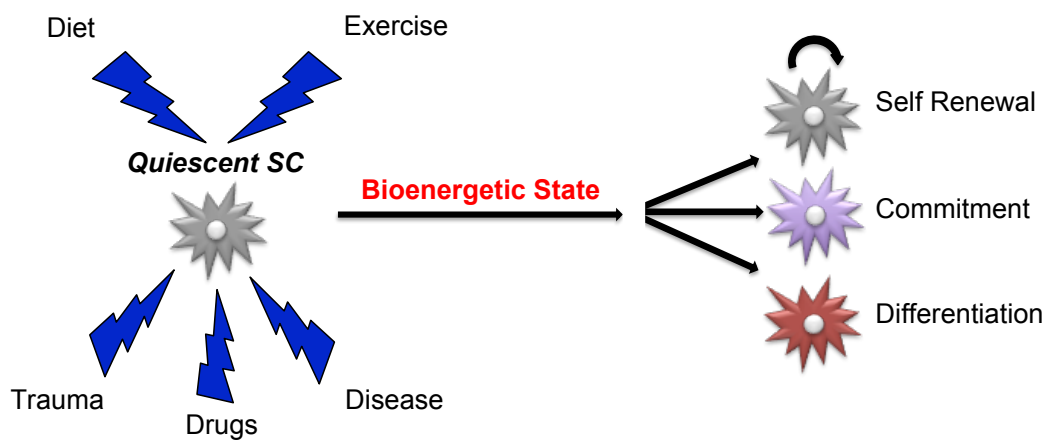 Diet
Exercise
Quiescent SC
Bioenergetic State
Self Renewal
Commitment
Differentiation
Trauma
Drugs
Disease